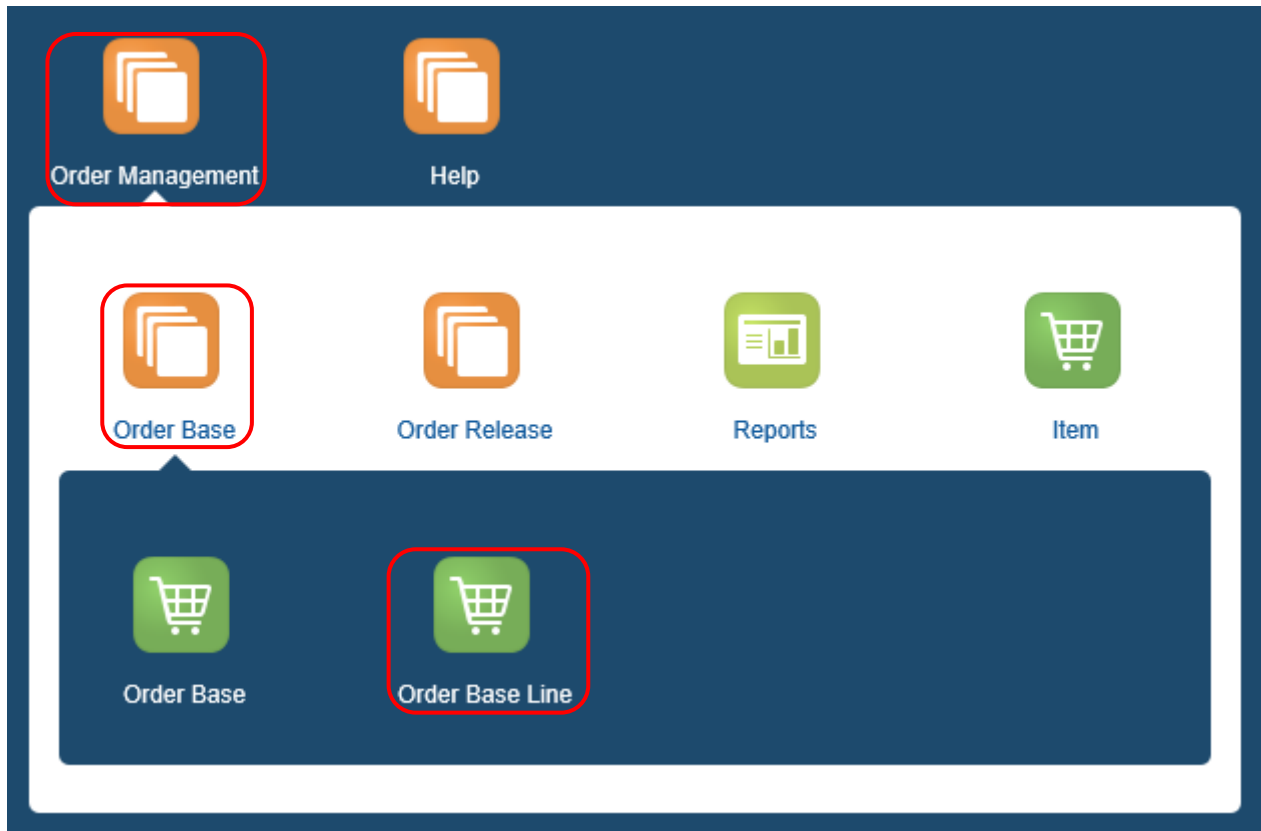 Order Management
Help
Order Base
Order Release
Reports
Item
Order Base
Order Base Line